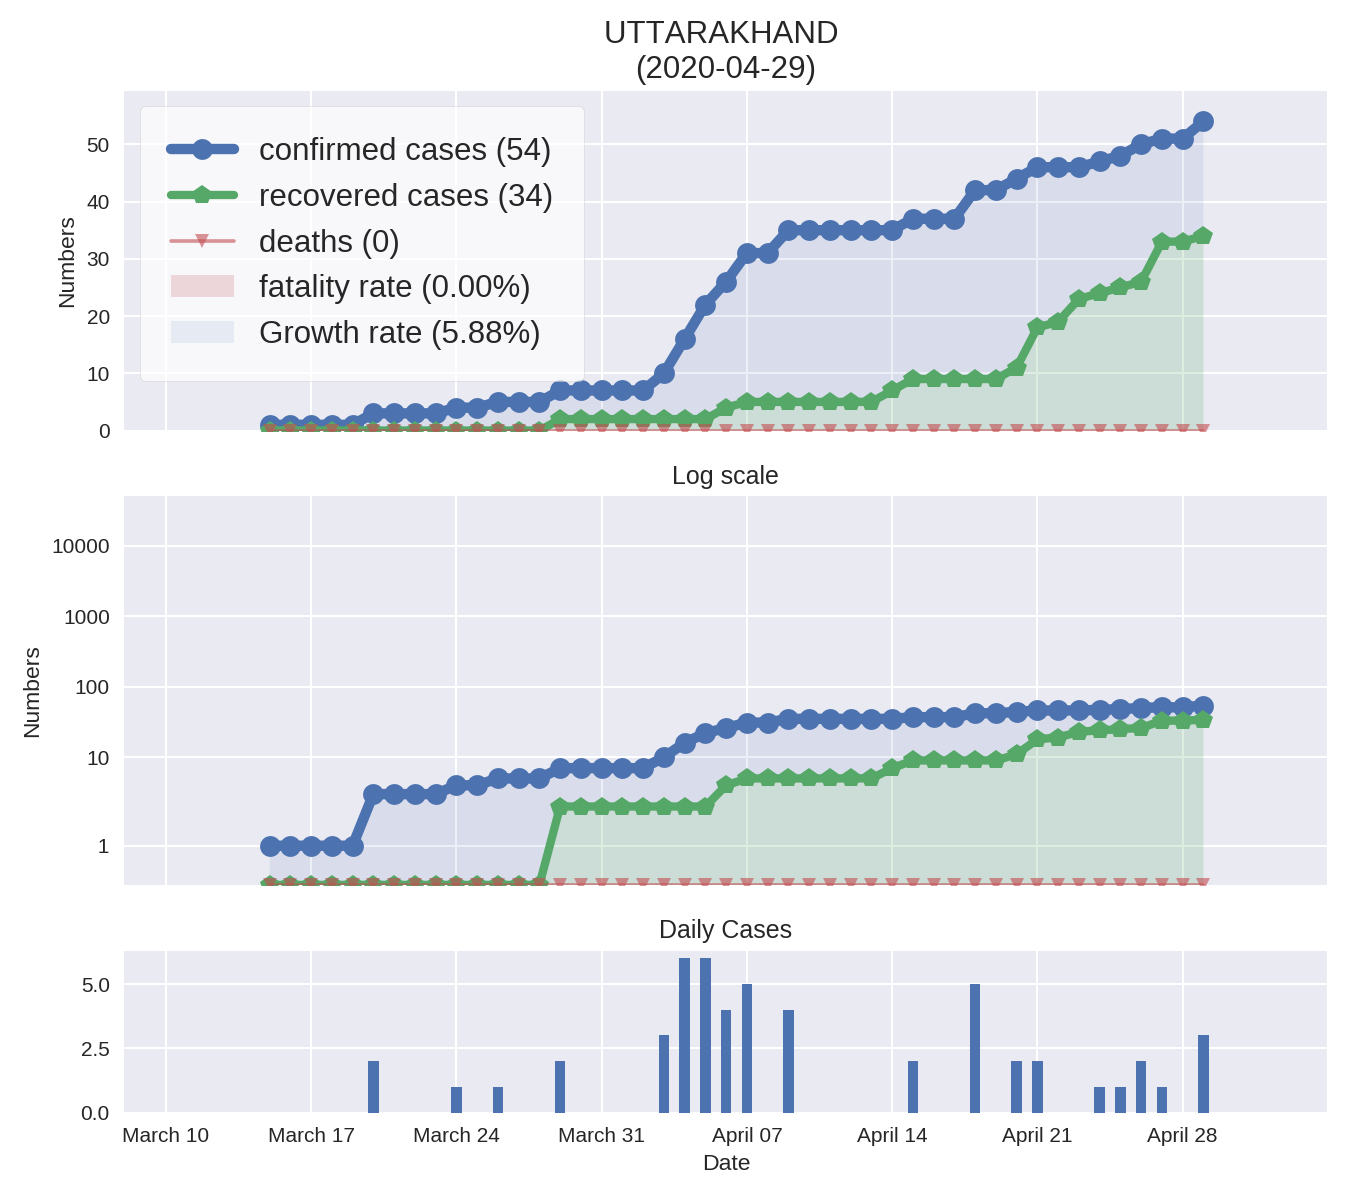 UTTARAKHAND
(2020-04-29)
confirmed cases (54)
recovered cases (34)
deaths (0)
fatality rate (0.00%)
Growth rate (5.88%)
Numbers
50
40
30
20
10
0
Log scale
Numbers
10000
1000
100
10
1
Daily Cases
5.0
2.5
0.0
March 10
March 17
March 24
March 31
April 07
April 14
April 21
April 28
Date